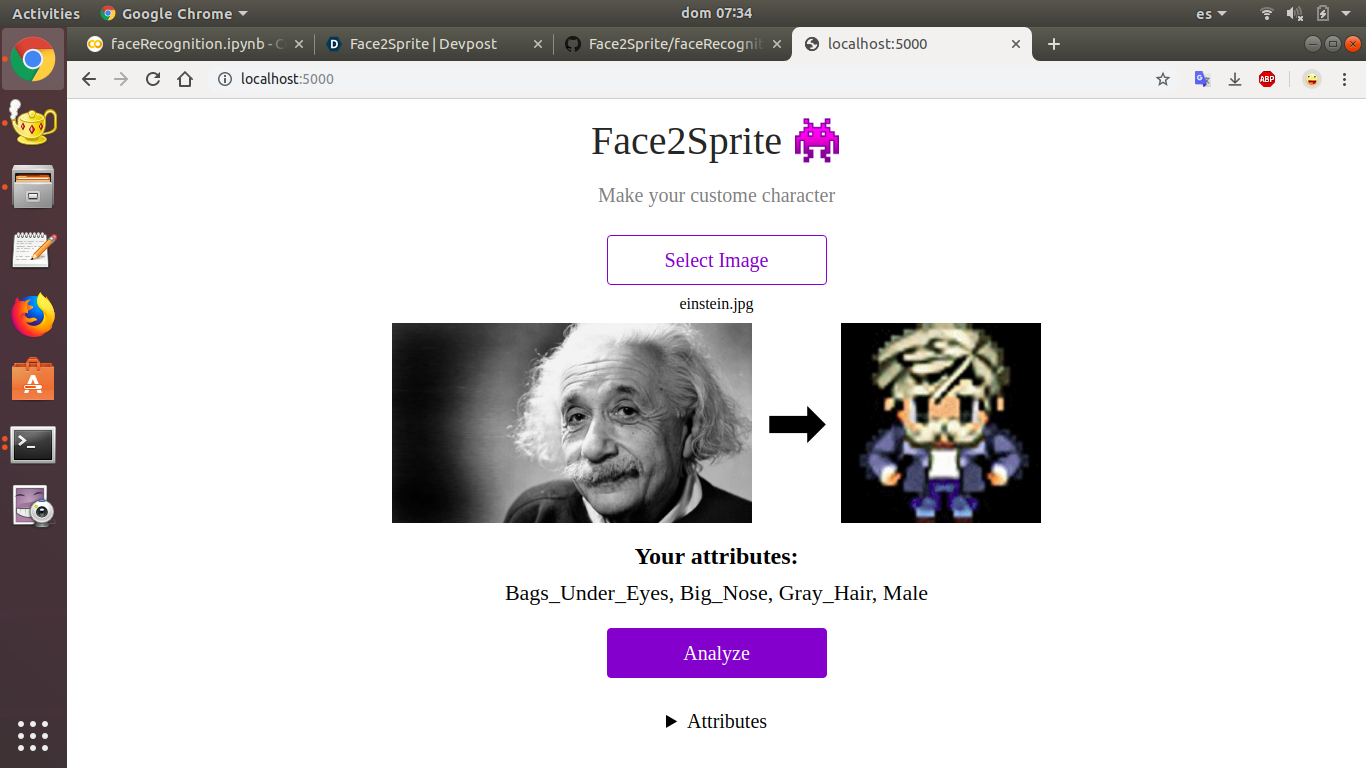 Activities Google Chrome dom 07:34 es
faceRecognition.ipynb - C Face2Sprite | Devpost Face2Sprite/faceRecognit localhost:5000
localhost:5000 ABP
Face2Sprite
Make your custome character
Select Image
einstein.jpg
Your attributes:
Bags_Under_Eyes, Big_Nose, Gray_Hair, Male
Analyze
Attributes